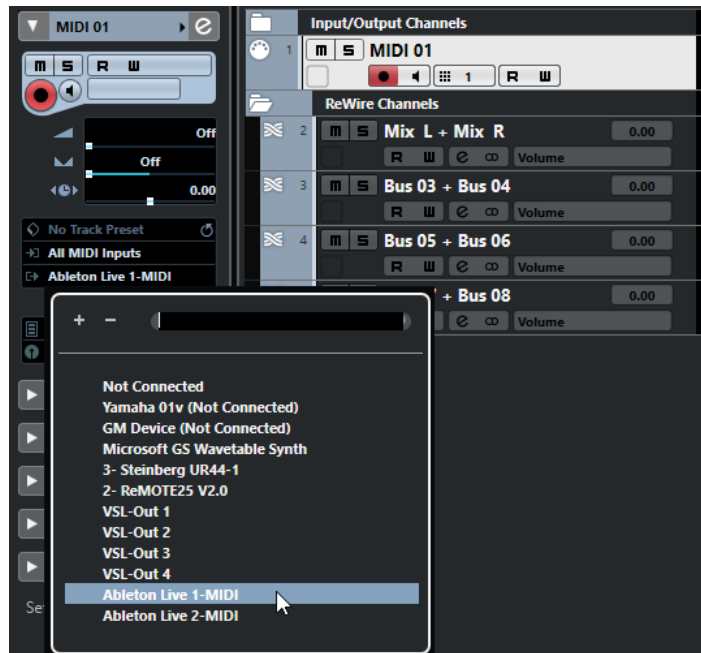 MIDI 01
e
m S R W
Off
Off
0.00
No Track Preset
All MIDI Inputs
Ableton Live 1-MIDI
Input/Output Channels
1 m S MIDI 01
1 R W
ReWire Channels
2 m S Mix L + Mix R 0.00
R W e Volume
3 m S Bus 03 + Bus 04 0.00
R W e Volume
4 m S Bus 05 + Bus 06 0.00
R W e Volume
+ Bus 08 0.00
e Volume
+ −
Not Connected
Yamaha 01v (Not Connected)
GM Device (Not Connected)
Microsoft GS Wavetable Synth
3- Steinberg UR44-1
2- ReMOTE25 V2.0
VSL-Out 1
VSL-Out 2
VSL-Out 3
VSL-Out 4
Ableton Live 1-MIDI
Ableton Live 2-MIDI